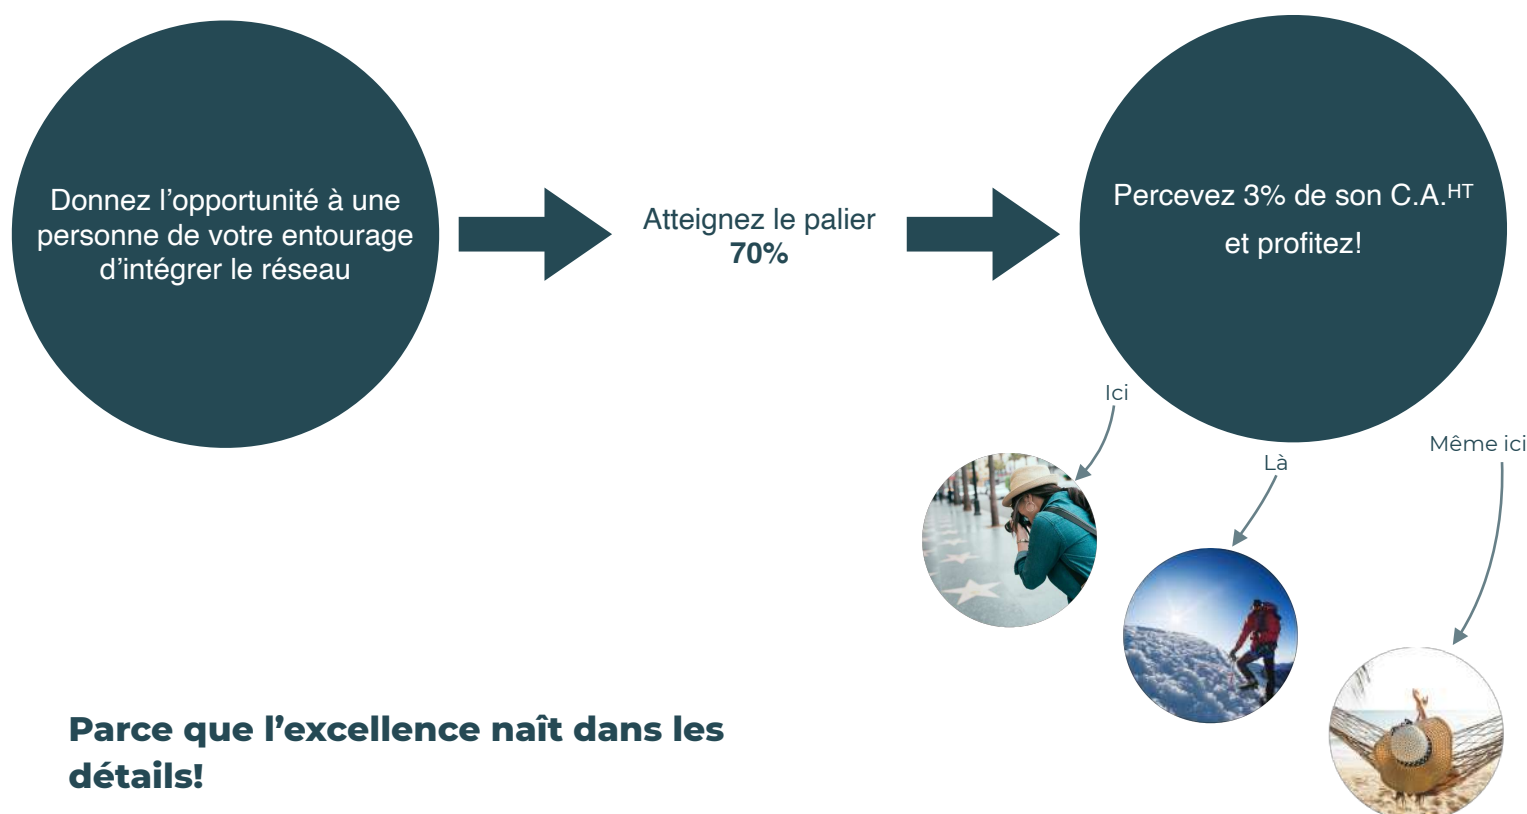 Donnez l’opportunité à une
personne de votre entourage
d’intégrer le réseau
Atteignez le palier
70%
Percevez 3% de son C.A.HT
et profitez!
Ici
Là
Même ici
Parce que l’excellence naît dans les
détails!